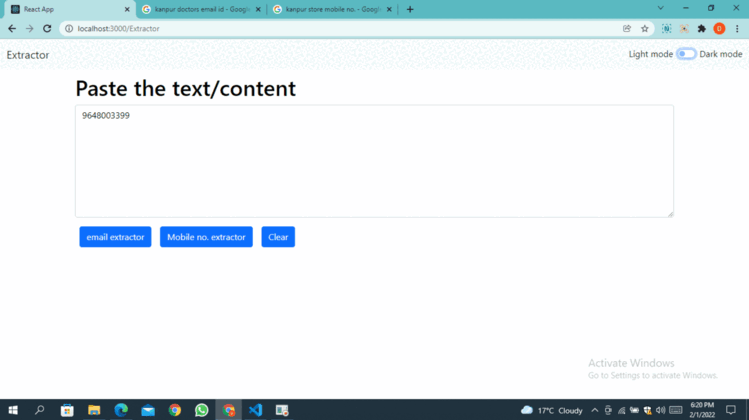 React App
kanpur doctors email id - Google
kanpur store mobile no. - Google
localhost:3000/Extractor
Extractor
Light mode
Dark mode
Paste the text/content
9648003399
email extractor
Mobile no. extractor
Clear
Activate Windows
Go to Settings to activate Windows.
17°C Cloudy
6:20 PM
2/1/2022